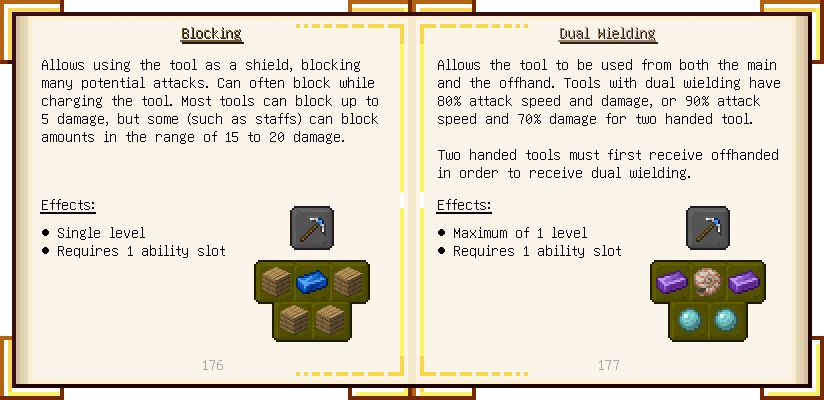 Blocking
Allows using the tool as a shield, blocking
many potential attacks. Can often block while
charging the tool. Most tools can block up to
5 damage, but some (such as staffs) can block
amounts in the range of 15 to 20 damage.
Effects:
● Single level
● Requires 1 ability slot
176
Dual Wielding
Allows the tool to be used from both the main
and the offhand. Tools with dual wielding have
80% attack speed and damage, or 90% attack
speed and 70% damage for two handed tool.
Two handed tools must first receive offhanded
in order to receive dual wielding.
Effects:
● Maximum of 1 level
● Requires 1 ability slot
177